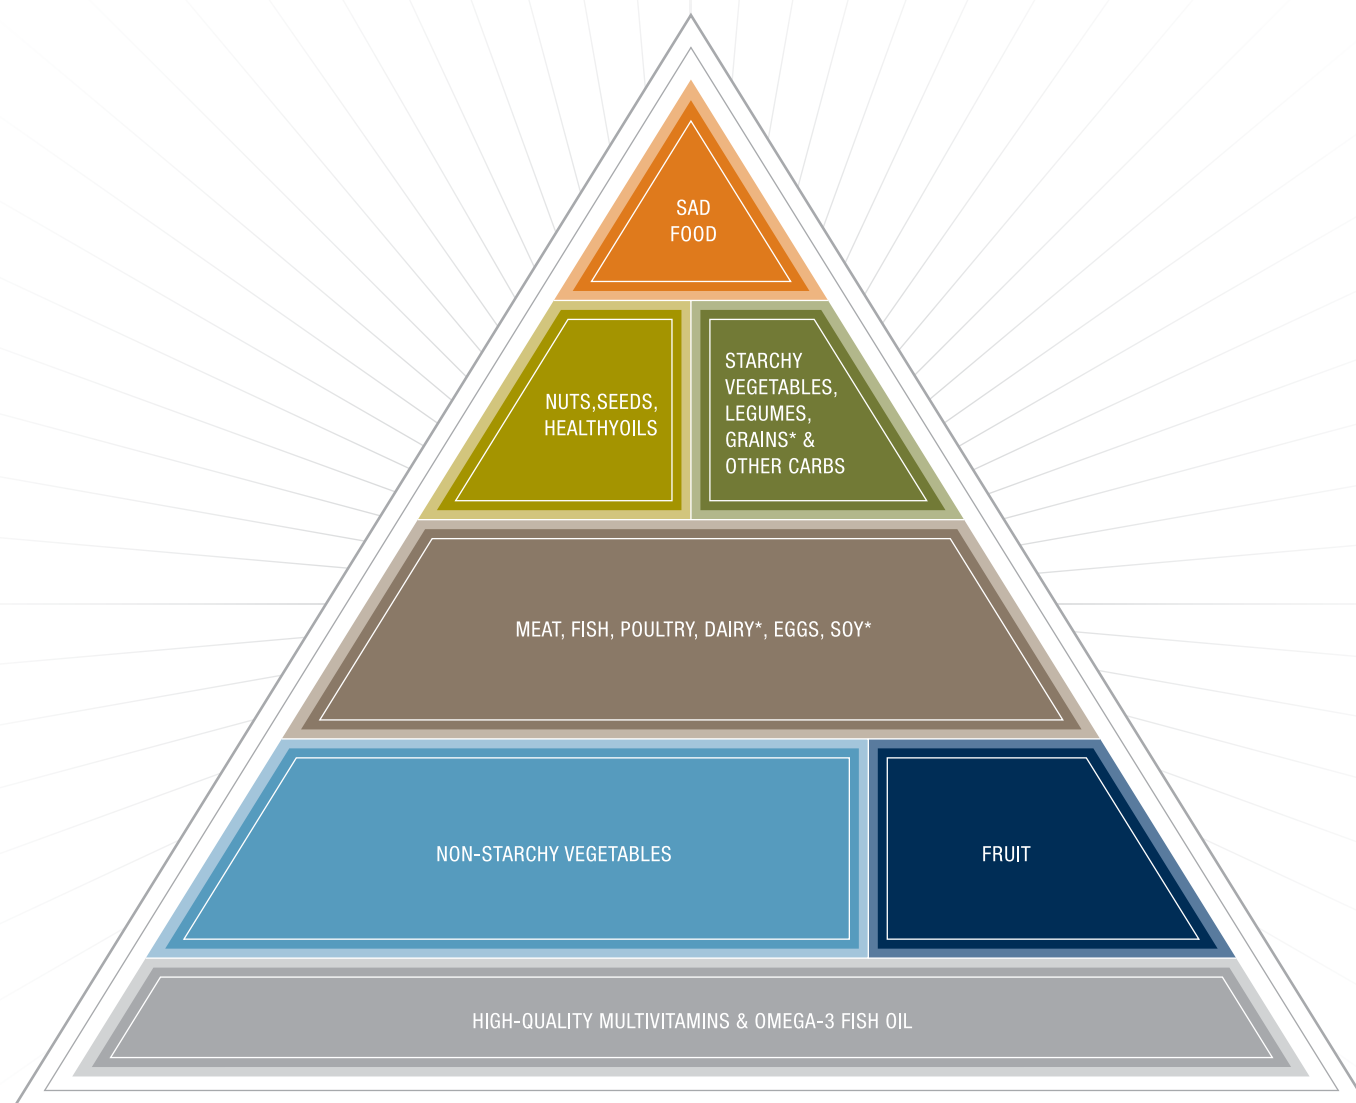 SAD
FOOD
NUTS,SEEDS,
HEALTHYOILS
STARCHY
VEGETABLES,
LEGUMES,
GRAINS* &
OTHER CARBS
MEAT, FISH, POULTRY, DAIRY*, EGGS, SOY*
NON-STARCHY VEGETABLES
FRUIT
HIGH-QUALITY MULTIVITAMINS & OMEGA-3 FISH OIL